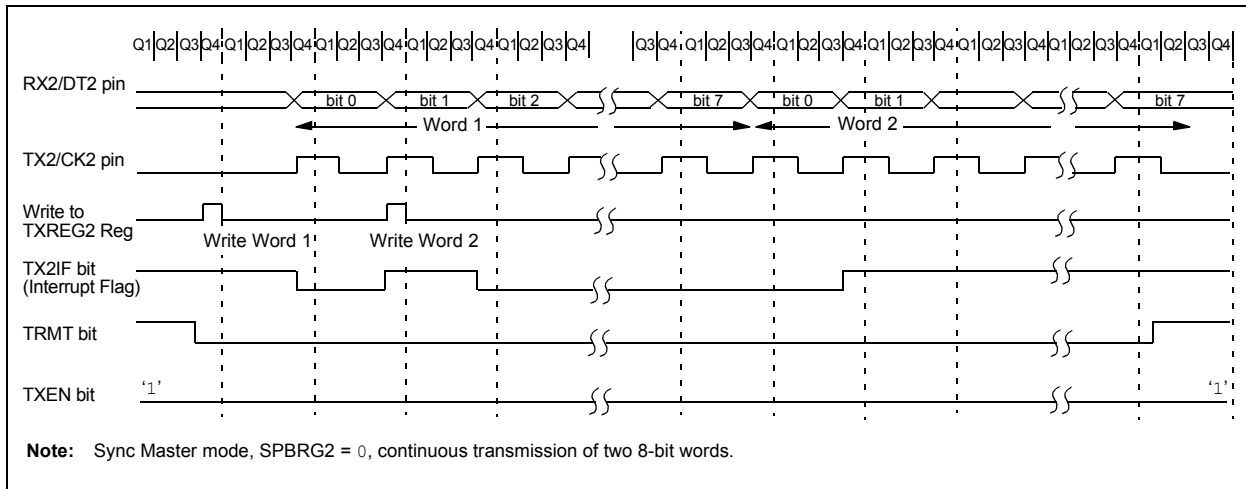 Q1 Q2 Q3 Q4 Q1 Q2 Q3 Q4 Q1 Q2 Q3 Q4 Q1 Q2 Q3 Q4 Q1 Q2 Q3 Q4 Q3 Q4 Q1 Q2 Q3 Q4 Q1 Q2 Q3 Q4 Q1 Q2 Q3 Q4 Q1 Q2 Q3 Q4 Q1 Q2 Q3 Q4 Q1 Q2 Q3 Q4
RX2/DT2 pin
bit 0 bit 1 bit 2 bit 7 bit 0 bit 1 bit 7
Word 1 Word 2
TX2/CK2 pin
Write to
TXREG2 Reg
Write Word 1 Write Word 2
TX2IF bit
(Interrupt Flag)
TRMT bit
TXEN bit ‘1’ ‘1’
Note: Sync Master mode, SPBRG2 = 0, continuous transmission of two 8-bit words.